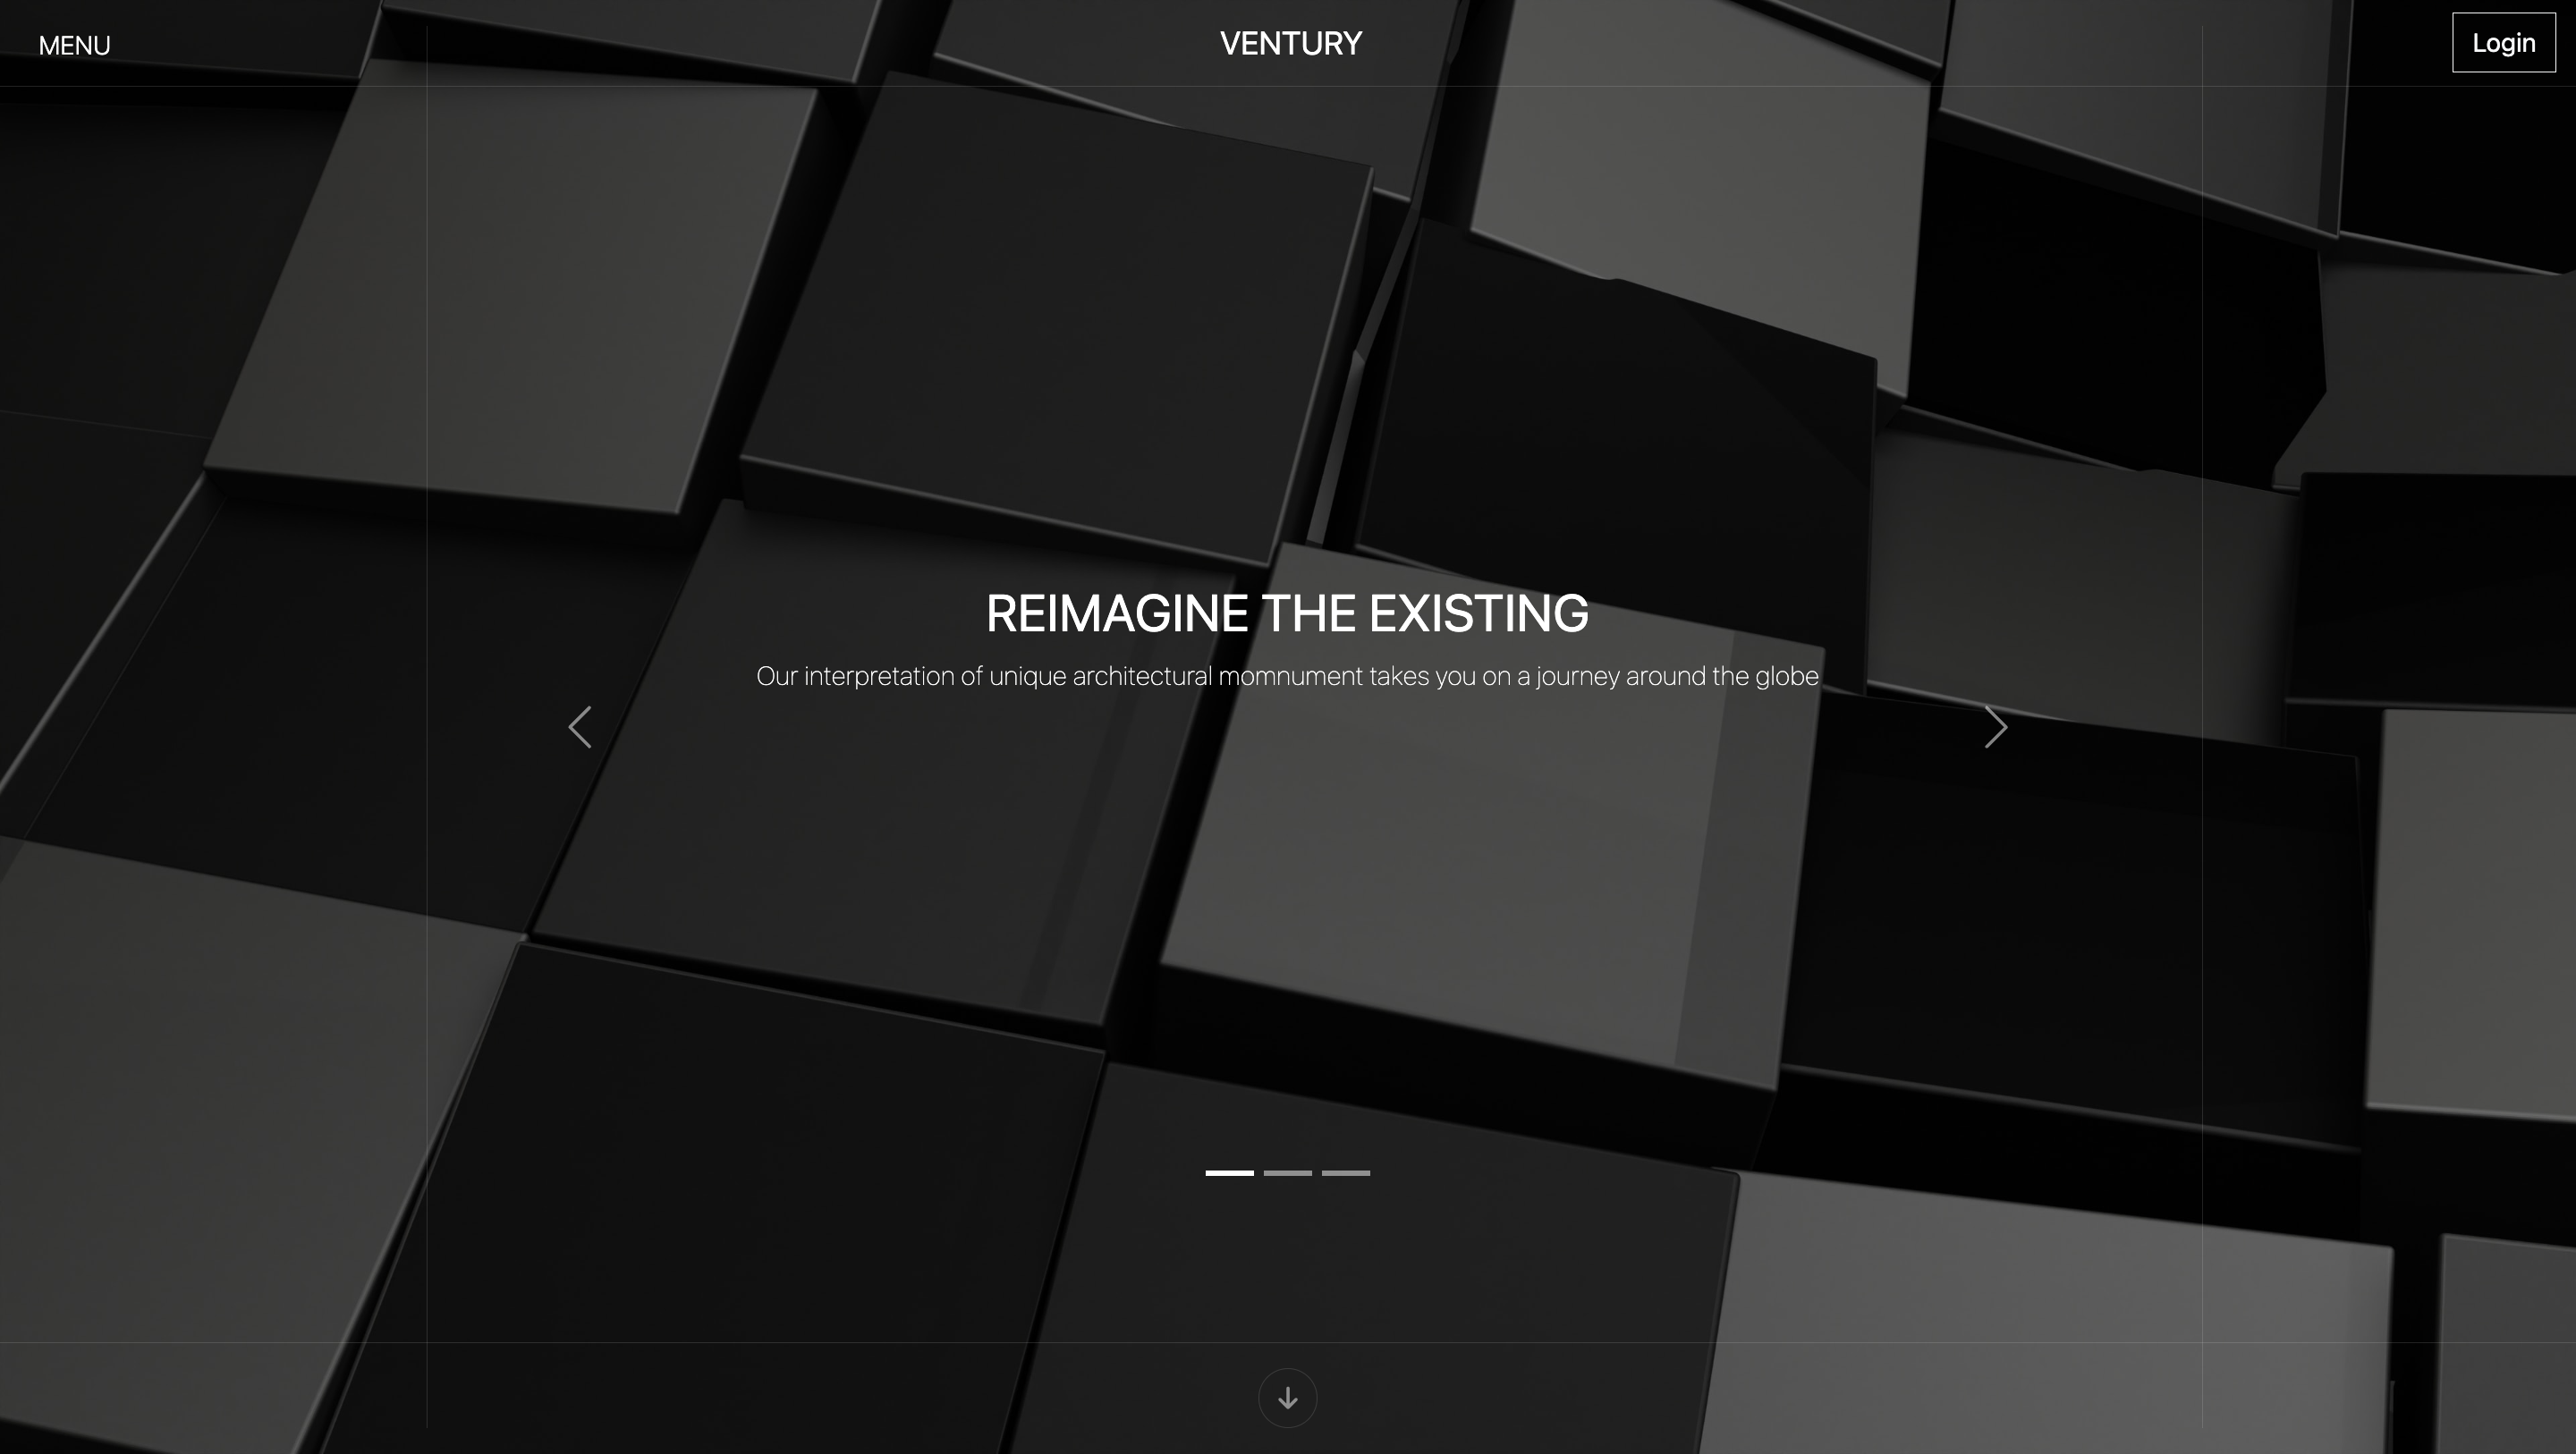 MENU
VENTURY
Login
REIMAGINE THE EXISTING
Our interpretation of unique architectural momnument takes you on a journey around the globe